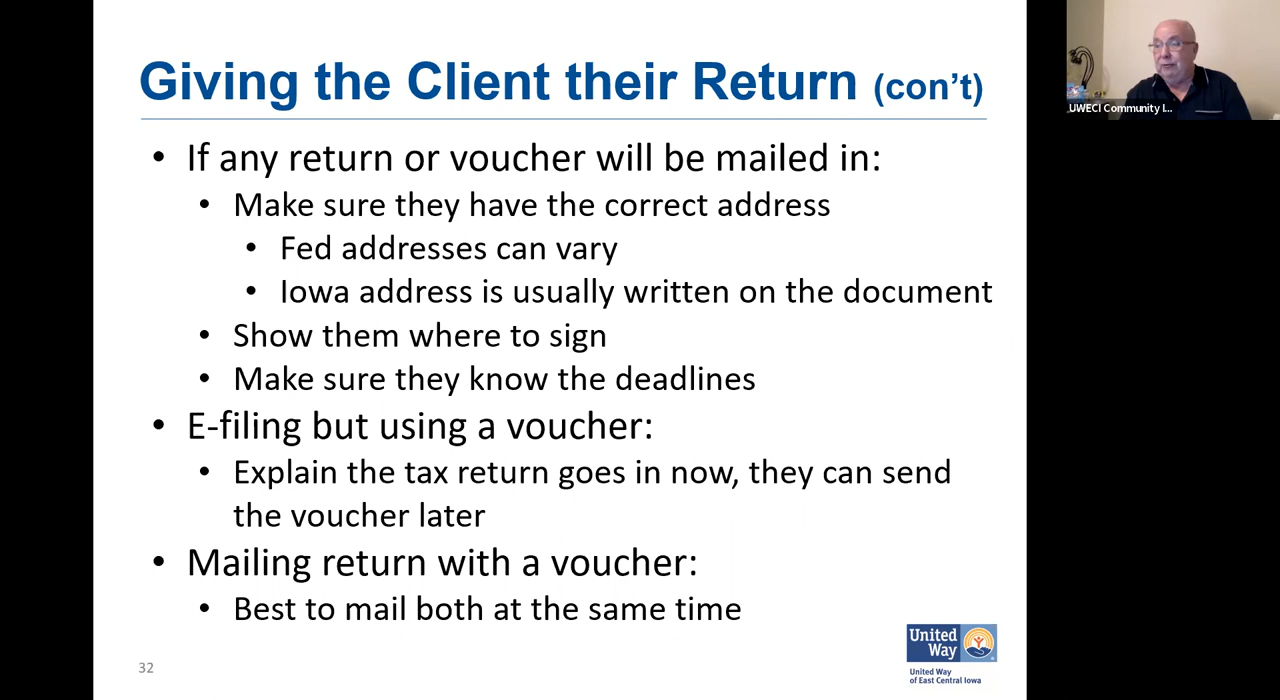 Giving the Client their Return (con’t)
• If any return or voucher will be mailed in:
• Make sure they have the correct address
• Fed addresses can vary
• Iowa address is usually written on the document
• Show them where to sign
• Make sure they know the deadlines
• E-filing but using a voucher:
• Explain the tax return goes in now, they can send
the voucher later
• Mailing return with a voucher:
• Best to mail both at the same time
32
United
Way
United Way
of East Central Iowa
UWECI Community I...